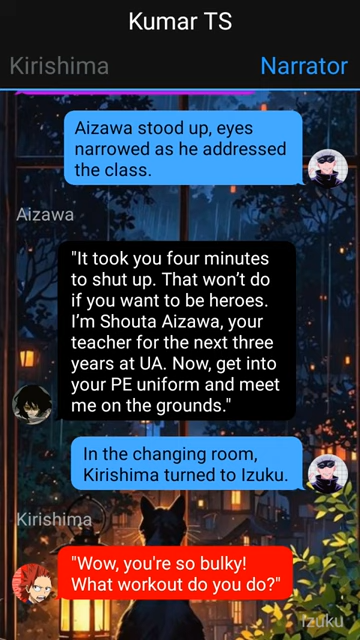 Kumar TS
Kirishima
Narrator
Aizawa stood up, eyes
narrowed as he addressed
the class.
Aizawa
"It took you four minutes
to shut up. That won’t do
if you want to be heroes.
I’m Shouta Aizawa, your
teacher for the next three
years at UA. Now, get into
your PE uniform and meet
me on the grounds."
In the changing room,
Kirishima turned to Izuku.
Kirishima
"Wow, you're so bulky!
What workout do you do?"
Izuku